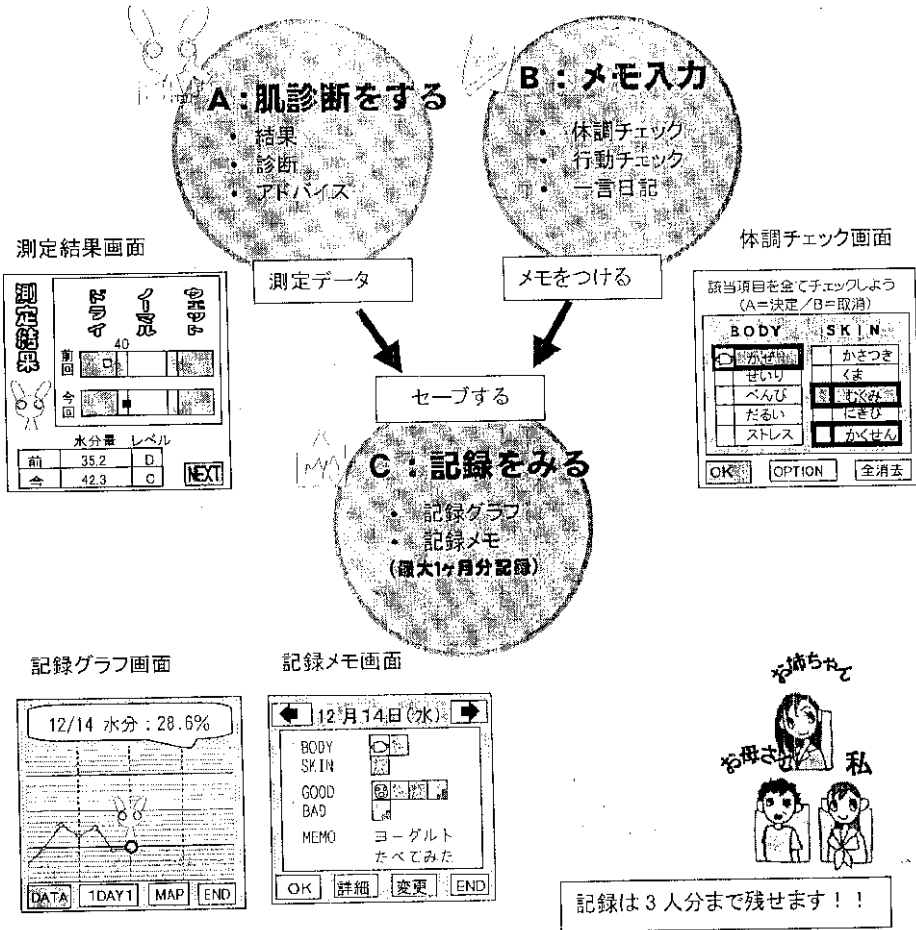 A：肌診断をする
・ 結果
・ 診断
・ アドバイス
B：メモ入力
・ 体調チェック
・ 行動チェック
・ 一言日記
測定結果画面
測定データ
メモをつける
体調チェック画面
測定結果
ドライ
ノーマル
ウェット
40
前回
今回
水分量 レベル
前 35.2 D
今 42.3 C
NEXT
該当項目を全てチェックしよう
(A=決定／B=取消)
BODY SKIN
かぜ かさつき
せいり くま
べんぴ むくみ
だるい にきび
ストレス かくせん
OK OPTION 全消去
セーブする
C：記録をみる
・ 記録グラフ
・ 記録メモ
(最大1ヶ月分記録)
記録グラフ画面
12/14 水分：28.6%
DATA 1DAY1 MAP END
記録メモ画面
12月14日(水)
BODY
SKIN
GOOD
BAD
MEMO ヨーグルト
たべてみた
OK 詳細 変更 END
お姉ちゃん
お母さん
私
記録は3人分まで残せます！！